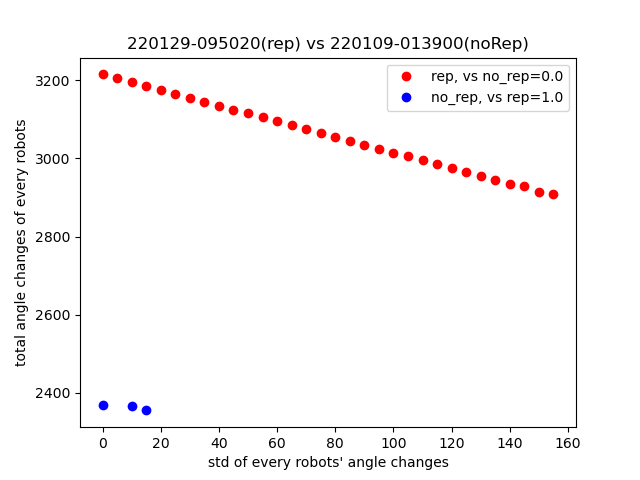 220129-095020(rep) vs 220109-013900(noRep)
rep, vs no_rep=0.0
no_rep, vs rep=1.0
total angle changes of every robots
3200
3000
2800
2600
2400
0 20 40 60 80 100 120 140 160
std of every robots' angle changes